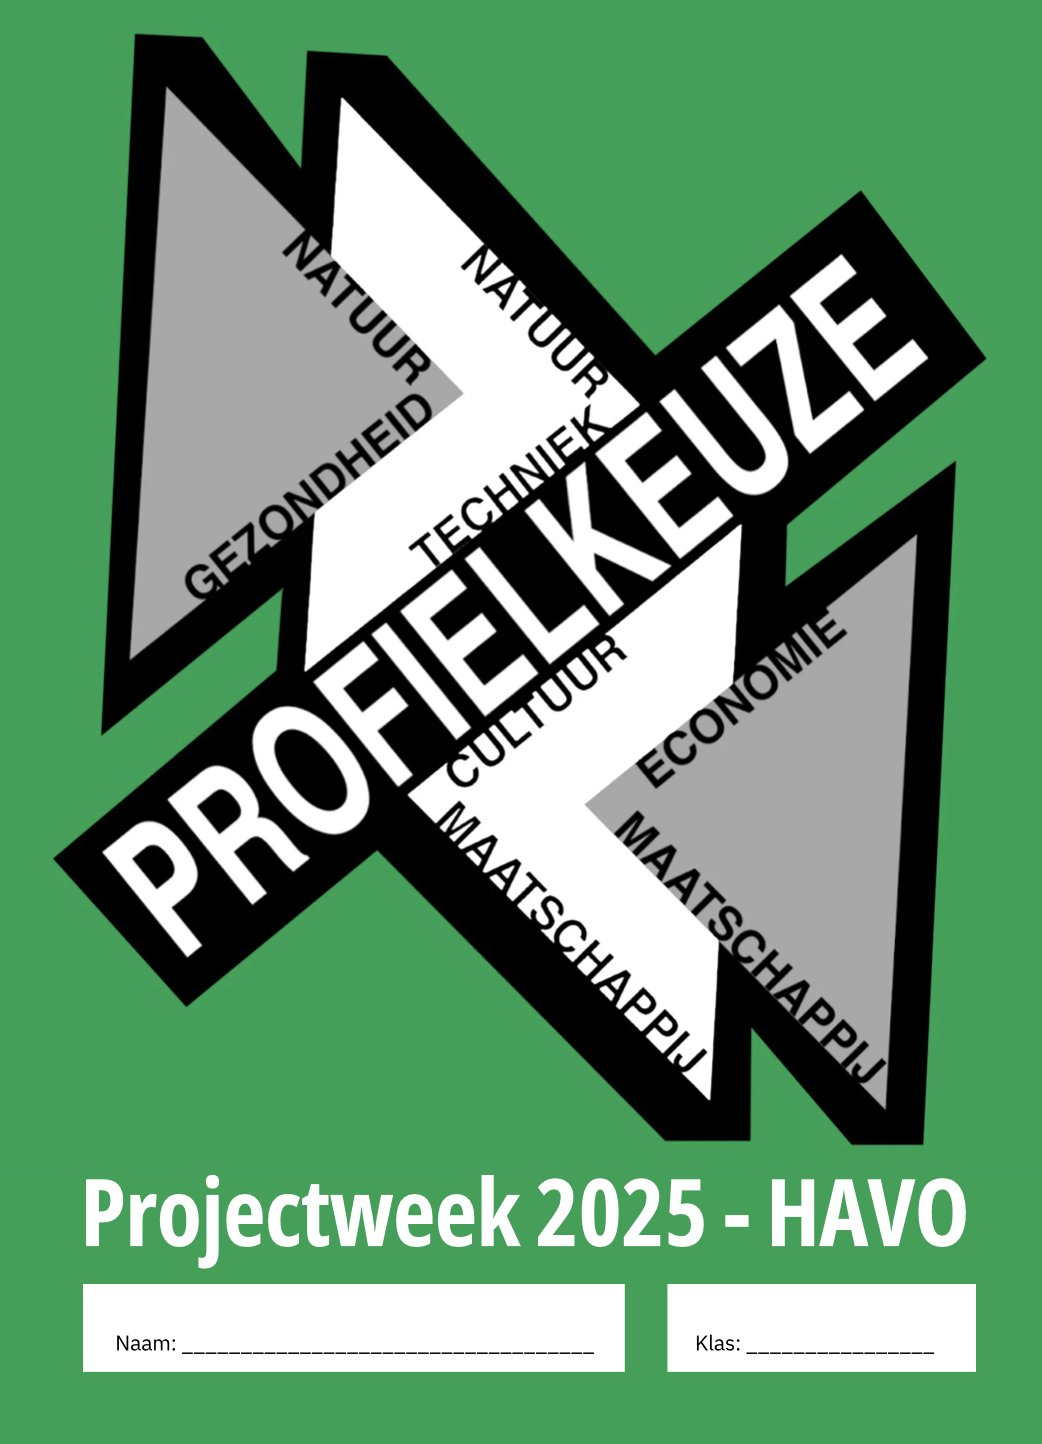 NATUUR
GEZONDHEID
NATUUR
TECHNIEK
PROFIELKEUZE
CULTUUR
MAATSCHAPPIJ
ECONOMIE
MAATSCHAPPIJ
Projectweek 2025 - HAVO
Naam: ___________________________________
Klas: ________________